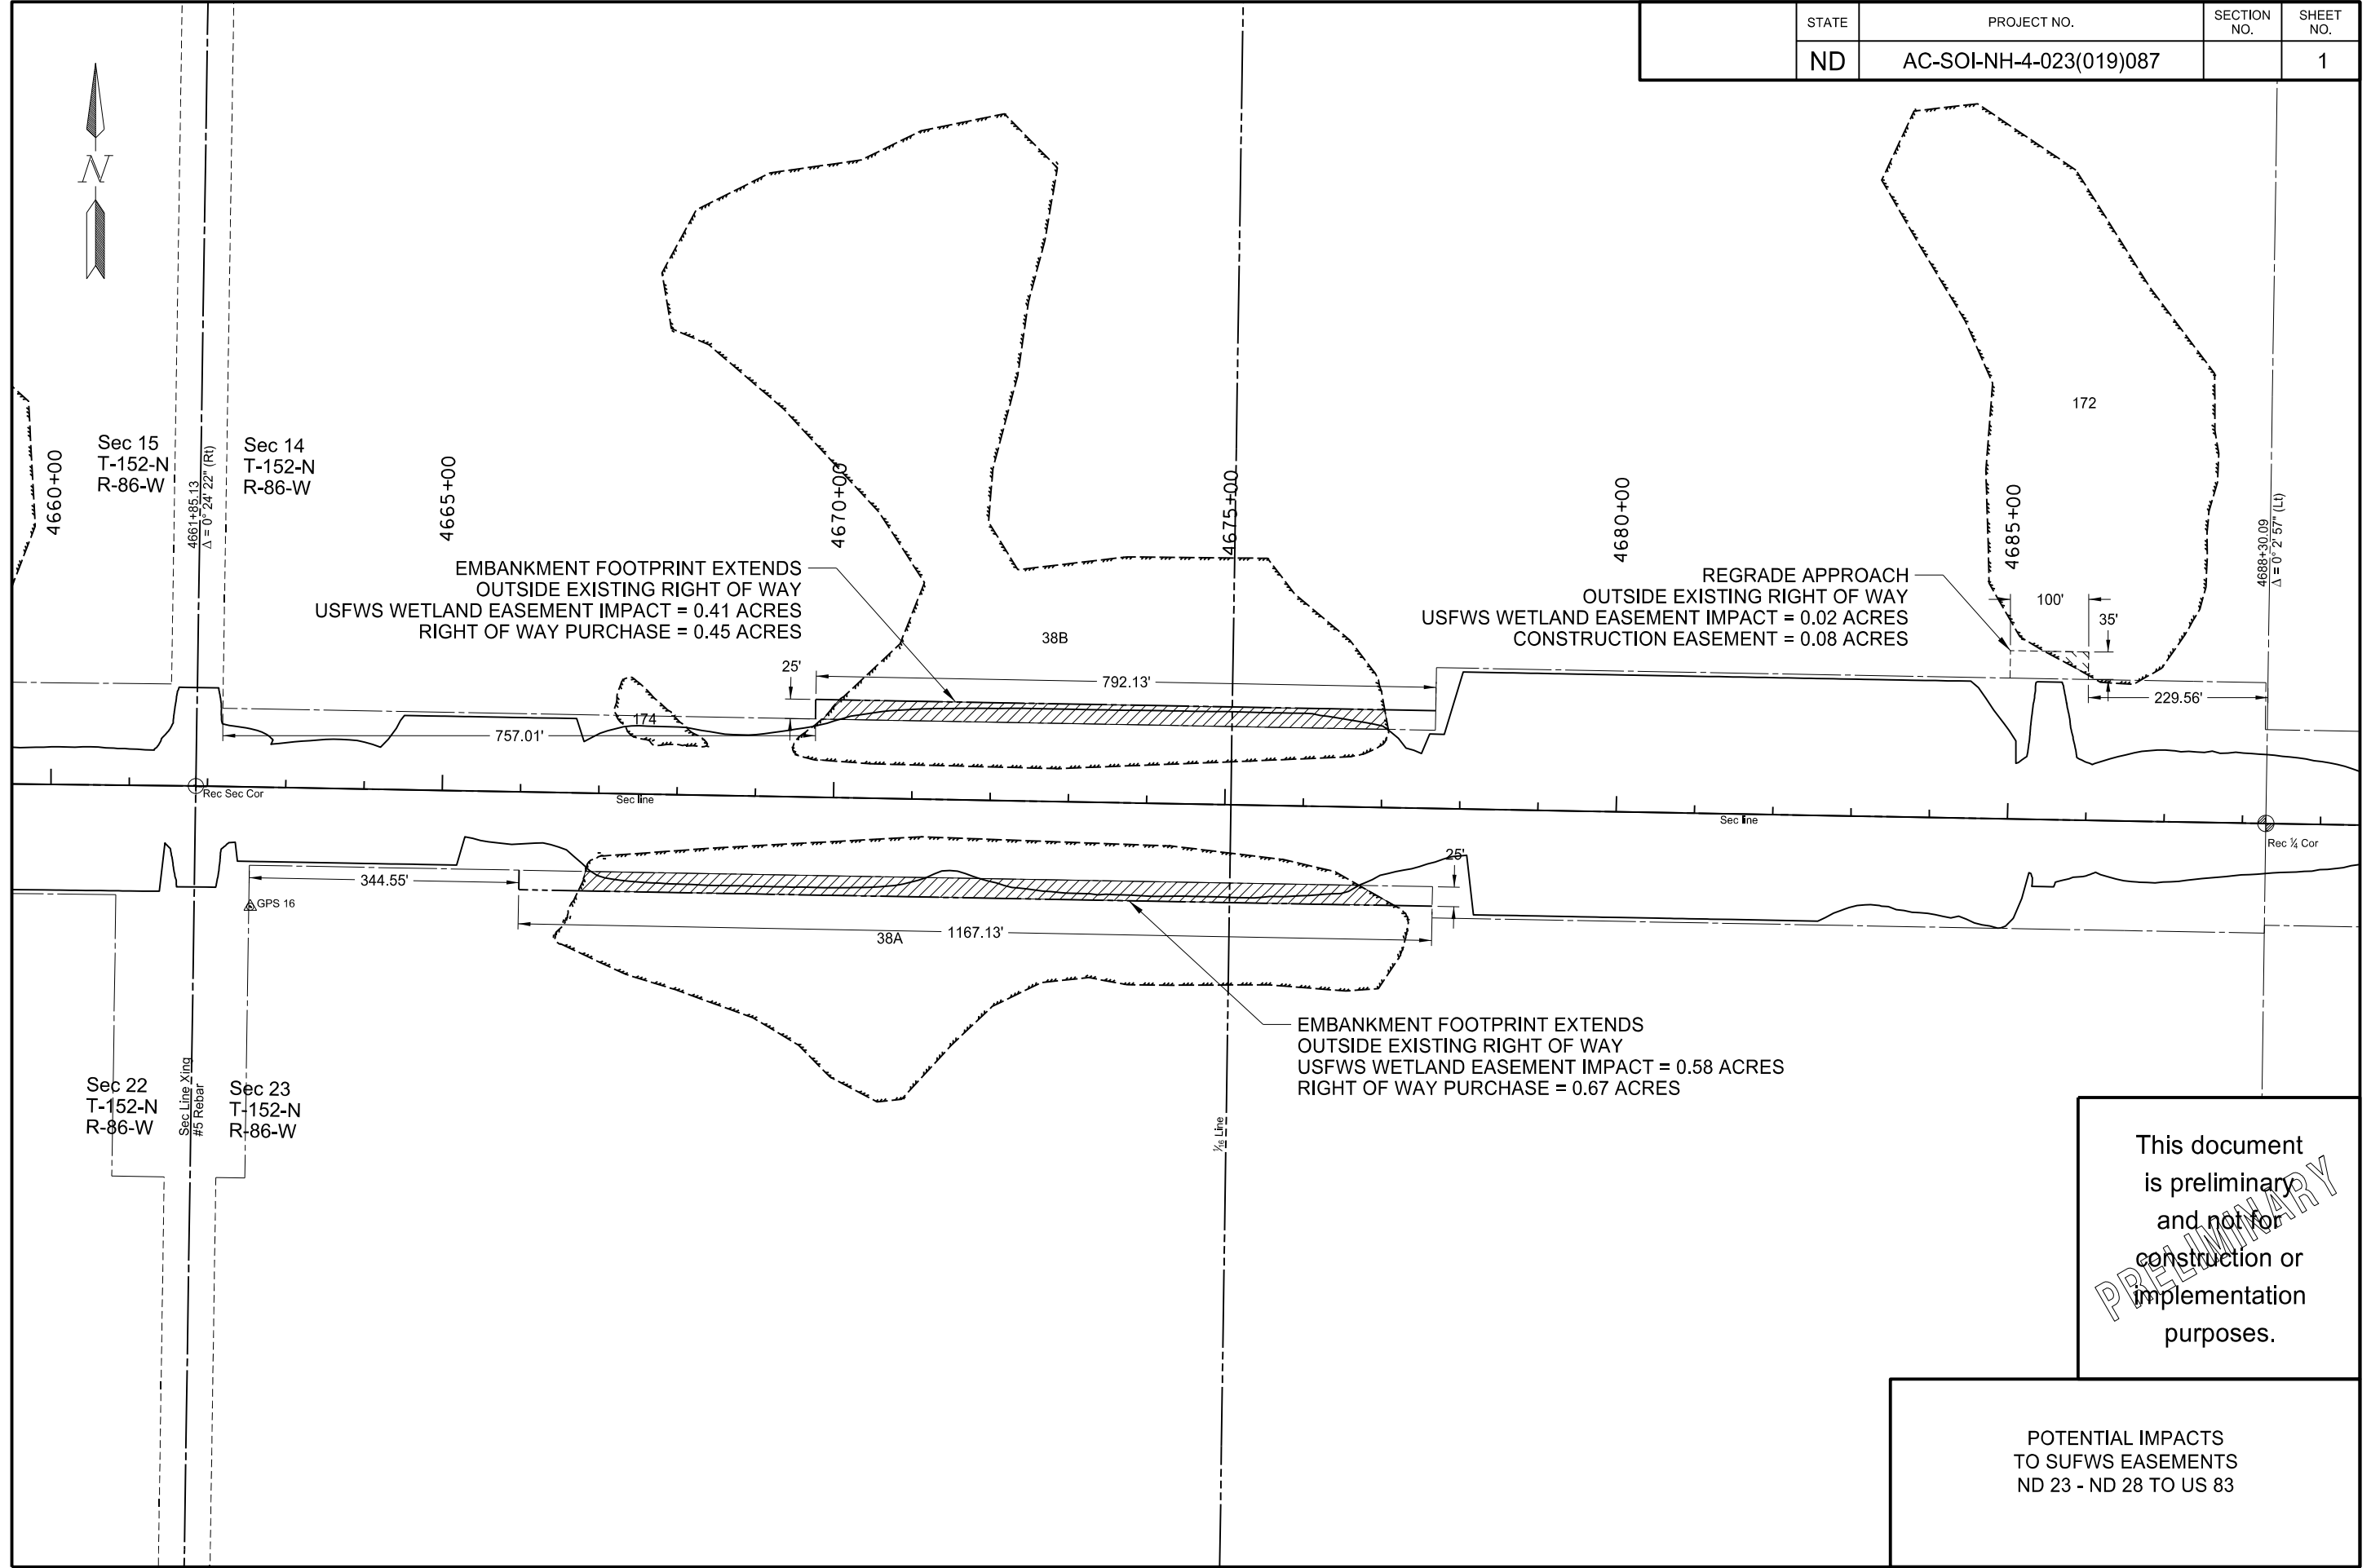 STATE
PROJECT NO.
SECTION
NO.
SHEET
NO.
ND
AC-SOI-NH-4-023(019)087
1
N
Sec 15
T-152-N
R-86-W
Sec 14
T-152-N
R-86-W
4661+85.13
Δ = 0° 24' 22" (Rt)
4660+00
4665+00
4670+00
4675+00
4680+00
4685+00
4688+30.09
Δ = 0° 2' 57" (Lt)
172
EMBANKMENT FOOTPRINT EXTENDS
OUTSIDE EXISTING RIGHT OF WAY
USFWS WETLAND EASEMENT IMPACT = 0.41 ACRES
RIGHT OF WAY PURCHASE = 0.45 ACRES
38B
REGRADE APPROACH
OUTSIDE EXISTING RIGHT OF WAY
USFWS WETLAND EASEMENT IMPACT = 0.02 ACRES
CONSTRUCTION EASEMENT = 0.08 ACRES
100'
35'
25'
792.13'
229.56'
174
757.01'
Rec Sec Cor
Sec line
Sec line
Rec ¼ Cor
344.55'
25'
GPS 16
38A
1167.13'
EMBANKMENT FOOTPRINT EXTENDS
OUTSIDE EXISTING RIGHT OF WAY
USFWS WETLAND EASEMENT IMPACT = 0.58 ACRES
RIGHT OF WAY PURCHASE = 0.67 ACRES
Sec 22
T-152-N
R-86-W
Sec Line Xing
#5 Rebar
Sec 23
T-152-N
R-86-W
1/16 Line
This document
is preliminary
and not for
construction or
implementation
purposes.
PRELIMINARY
POTENTIAL IMPACTS
TO SUFWS EASEMENTS
ND 23 - ND 28 TO US 83